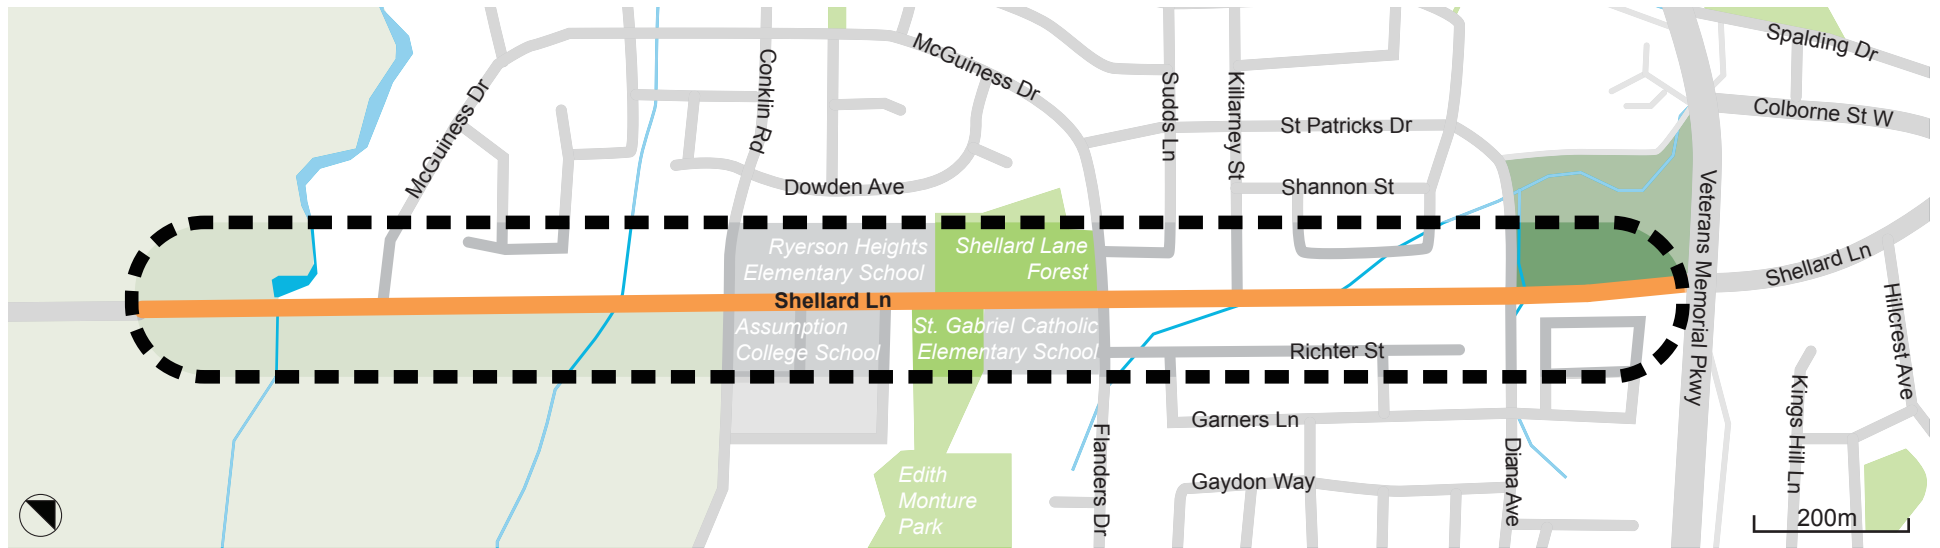 Spalding Dr
McGuiness Dr
Conklin Rd
McGuiness Dr
Sudds Ln
Killarney St
St Patricks Dr
Colborne St W
Dowden Ave
Shannon St
Veterans Memorial Pkwy
Ryerson Heights
Elementary School
Shellard Lane
Forest
Shellard Ln
Shellard Ln
Hillcrest Ave
Assumption
College School
St. Gabriel Catholic
Elementary School
Richter St
Kings Hill Ln
Garners Ln
Flanders Dr
Diana Ave
Edith
Monture
Park
Gaydon Way
200m